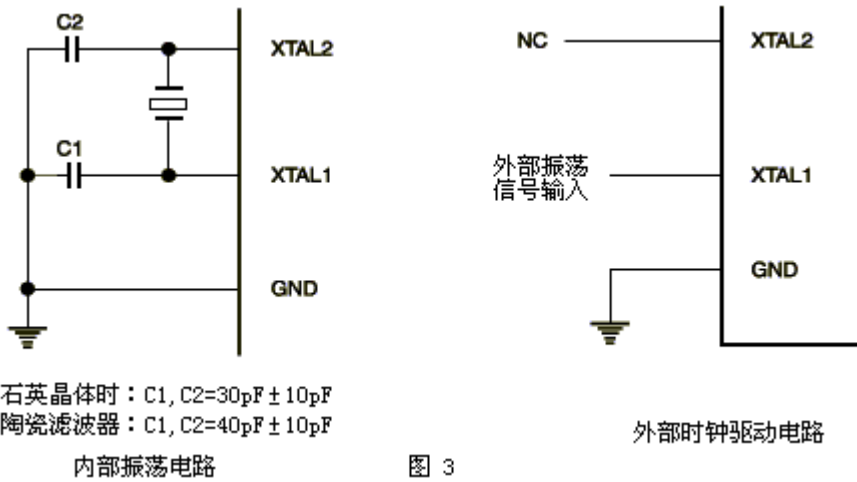 C2
XTAL2
C1
XTAL1
GND
石英晶体时：C1,C2=30pF±10pF
陶瓷滤波器：C1,C2=40pF±10pF
内部振荡电路
NC
XTAL2
外部振荡
信号输入
XTAL1
GND
外部时钟驱动电路
图 3